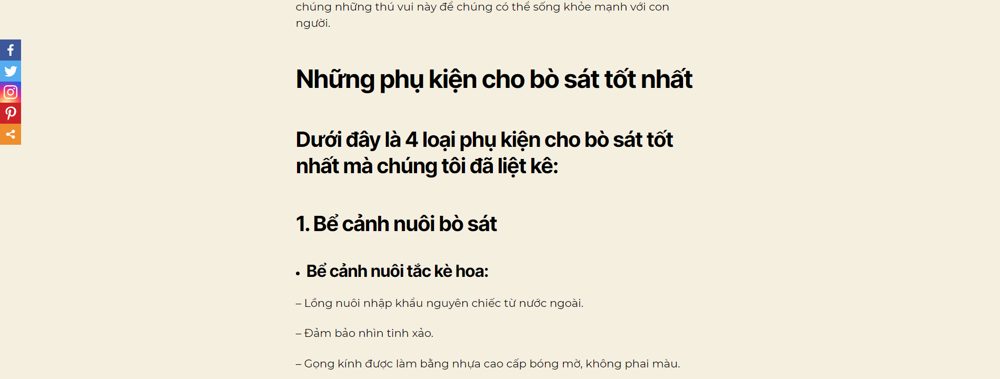 chúng những thú vui này để chúng có thể sống khỏe mạnh với con
người.
Những phụ kiện cho bò sát tốt nhất
Dưới đây là 4 loại phụ kiện cho bò sát tốt
nhất mà chúng tôi đã liệt kê:
1. Bể cảnh nuôi bò sát
• Bể cảnh nuôi tắc kè hoa:
– Lồng nuôi nhập khẩu nguyên chiếc từ nước ngoài.
– Đảm bảo nhìn tinh xảo.
– Gọng kính được làm bằng nhựa cao cấp bóng mờ, không phai màu.